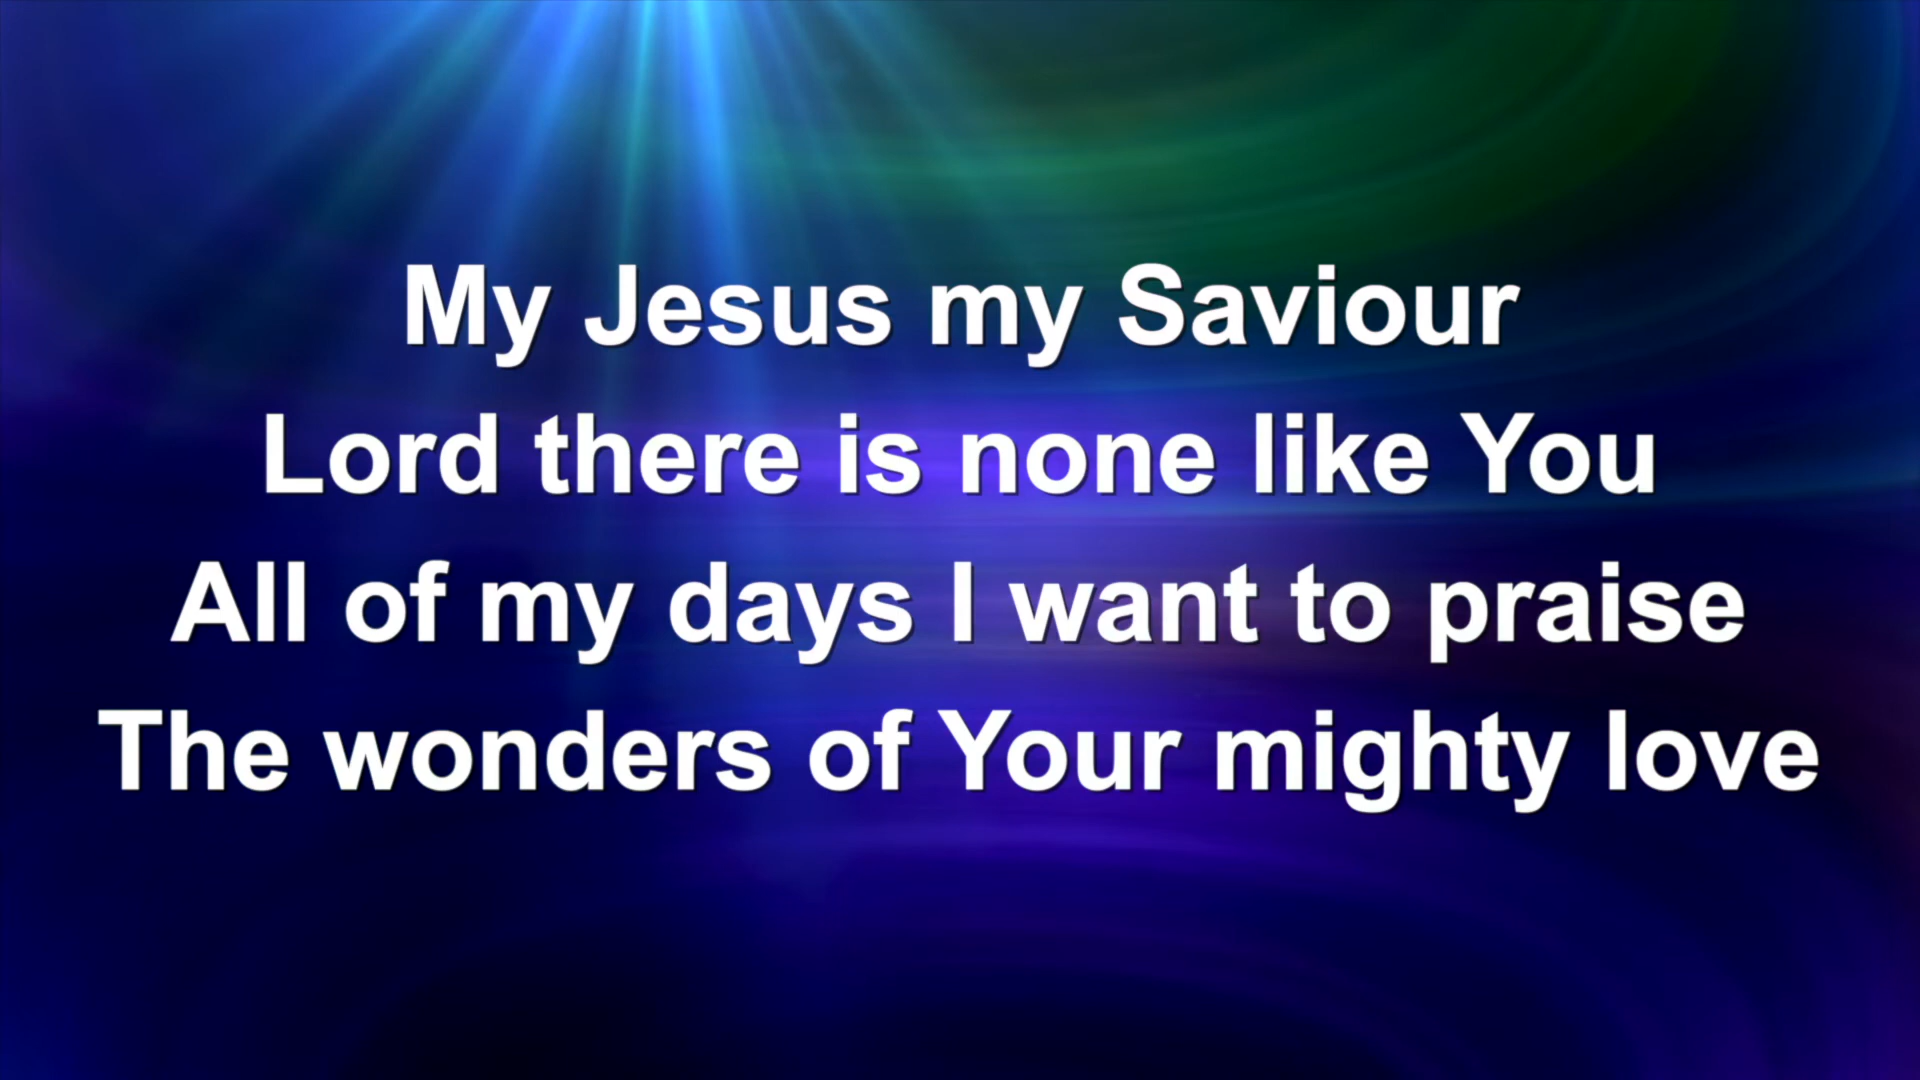 My Jesus my Saviour
Lord there is none like You
All of my days I want to praise
The wonders of Your mighty love